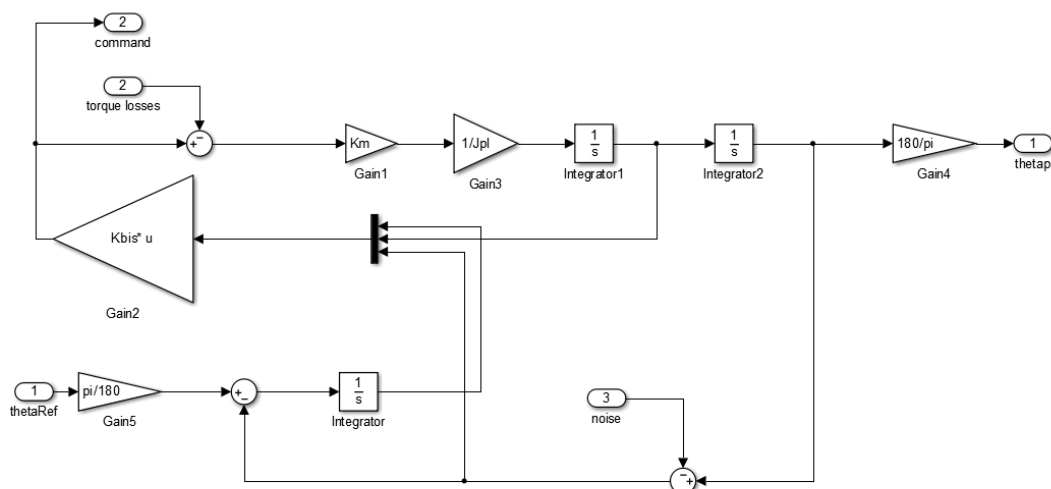 2
command
2
torque losses
+
−
Km
Gain1
1/Jpl
Gain3
1
s
Integrator1
1
s
Integrator2
180/pi
Gain4
1
thetap
Kbis* u
Gain2
1
thetaRef
pi/180
Gain5
+
−
1
s
Integrator
3
noise
−
+